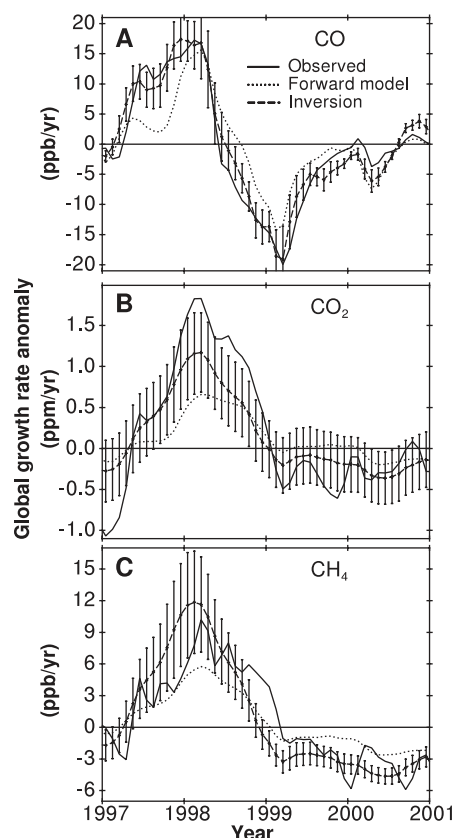 A
CO
Observed
Forward model
Inversion
20
15
10
5
0
-5
-10
-15
-20
(ppb/yr)
B
CO₂
1.5
1.0
0.5
0.0
-0.5
-1.0
Global growth rate anomaly
(ppm/yr)
C
CH₄
15
12
9
6
3
0
-3
-6
(ppb/yr)
1997 1998 1999 2000 2001
Year